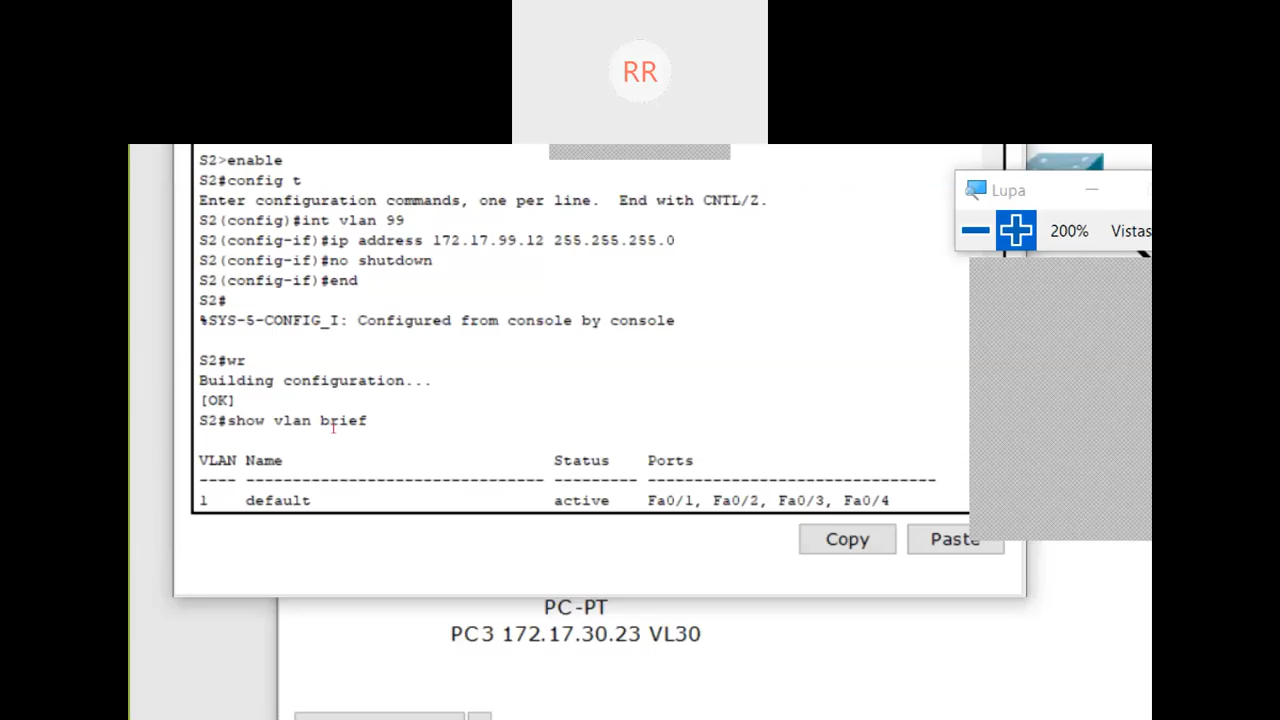 RR
S2>enable
S2#config t
Enter configuration commands, one per line.  End with CNTL/Z.
S2(config)#int vlan 99
S2(config-if)#ip address 172.17.99.12 255.255.255.0
S2(config-if)#no shutdown
S2(config-if)#end
S2#
%SYS-5-CONFIG_I: Configured from console by console
S2#wr
Building configuration...
[OK]
S2#show vlan brief
VLAN Name                             Status    Ports
---- -------------------------------- --------- -------------------------------
1    default                          active    Fa0/1, Fa0/2, Fa0/3, Fa0/4
Copy
Paste
Lupa
200%
Vistas
PC-PT
PC3 172.17.30.23 VL30